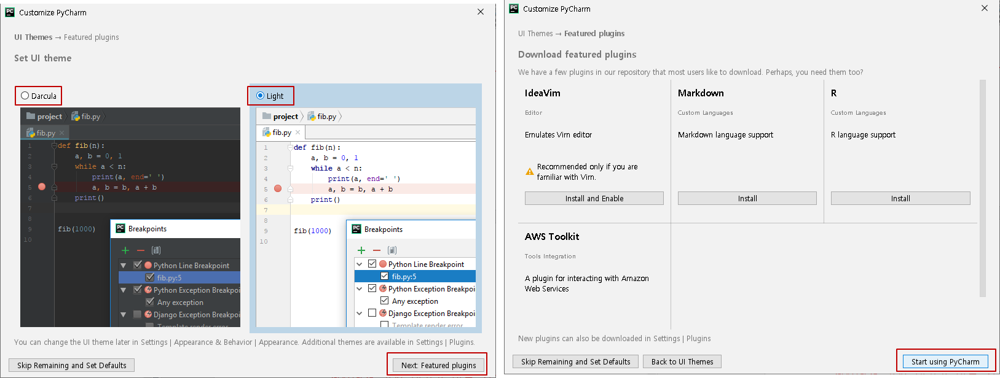 Customize PyCharm
UI Themes → Featured plugins
Set UI theme
Darcula
project fib.py
fib.py
1 def fib(n):
2 a, b = 0, 1
3 while a < n:
4 print(a, end=' ')
5 a, b = b, a + b
6 print()
7
8
9 fib(1000)
10
Breakpoints
Python Line Breakpoint
fib.py:5
Python Exception Breakpoi
Any exception
Django Exception Breakpoi
Template render error
Light
project fib.py
fib.py
1 def fib(n):
2 a, b = 0, 1
3 while a < n:
4 print(a, end=' ')
5 a, b = b, a + b
6 print()
7
8
9 fib(1000)
10
Breakpoints
Python Line Breakpoint
fib.py:5
Python Exception Breakpoi
Any exception
Django Exception Breakpoi
Template render error
You can change the UI theme later in Settings | Appearance & Behavior | Appearance. Additional themes are available in Settings | Plugins.
Skip Remaining and Set Defaults
Next: Featured plugins
Customize PyCharm
UI Themes → Featured plugins
Download featured plugins
We have a few plugins in our repository that most users like to download. Perhaps, you need them too?
IdeaVim
Editor
Emulates Vim editor
Recommended only if you are
familiar with Vim.
Install and Enable
Markdown
Custom Languages
Markdown language support
Install
R
Custom Languages
R language support
Install
AWS Toolkit
Tools Integration
A plugin for interacting with Amazon
Web Services
New plugins can also be downloaded in Settings | Plugins
Skip Remaining and Set Defaults
Back to UI Themes
Start using PyCharm